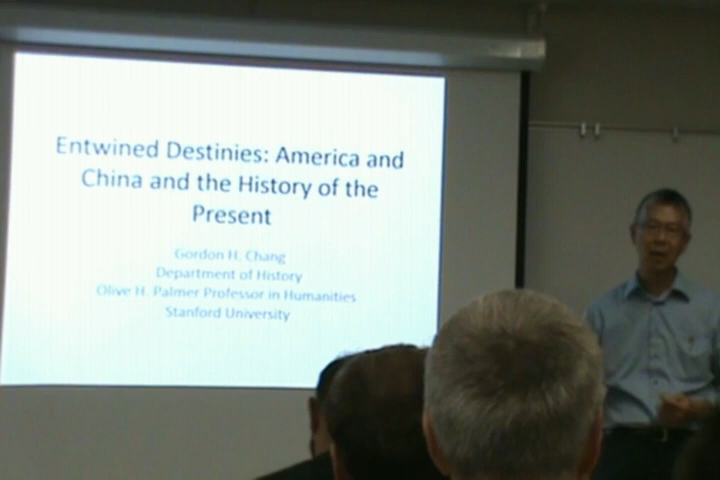 Entwined Destinies: America and
China and the History of the
Present
Gordon H. Chang
Department of History
Olive H. Palmer Professor in Humanities
Stanford University